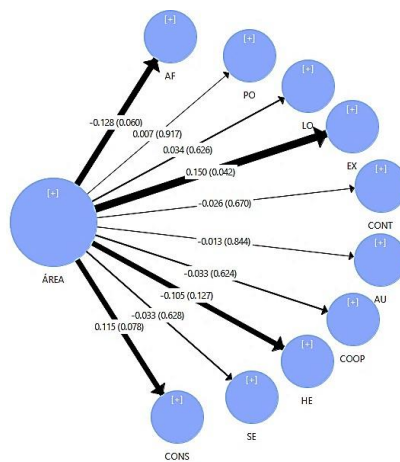 [+]
AF
[+]
PO
[+]
LO
[+]
EX
[+]
CONT
[+]
AU
[+]
COOP
[+]
HE
[+]
SE
[+]
CONS
[+]
ÁREA
-0.128 (0.060)
0.007 (0.917)
0.034 (0.626)
0.150 (0.042)
-0.026 (0.670)
-0.013 (0.844)
-0.033 (0.624)
-0.105 (0.127)
-0.033 (0.628)
0.115 (0.078)